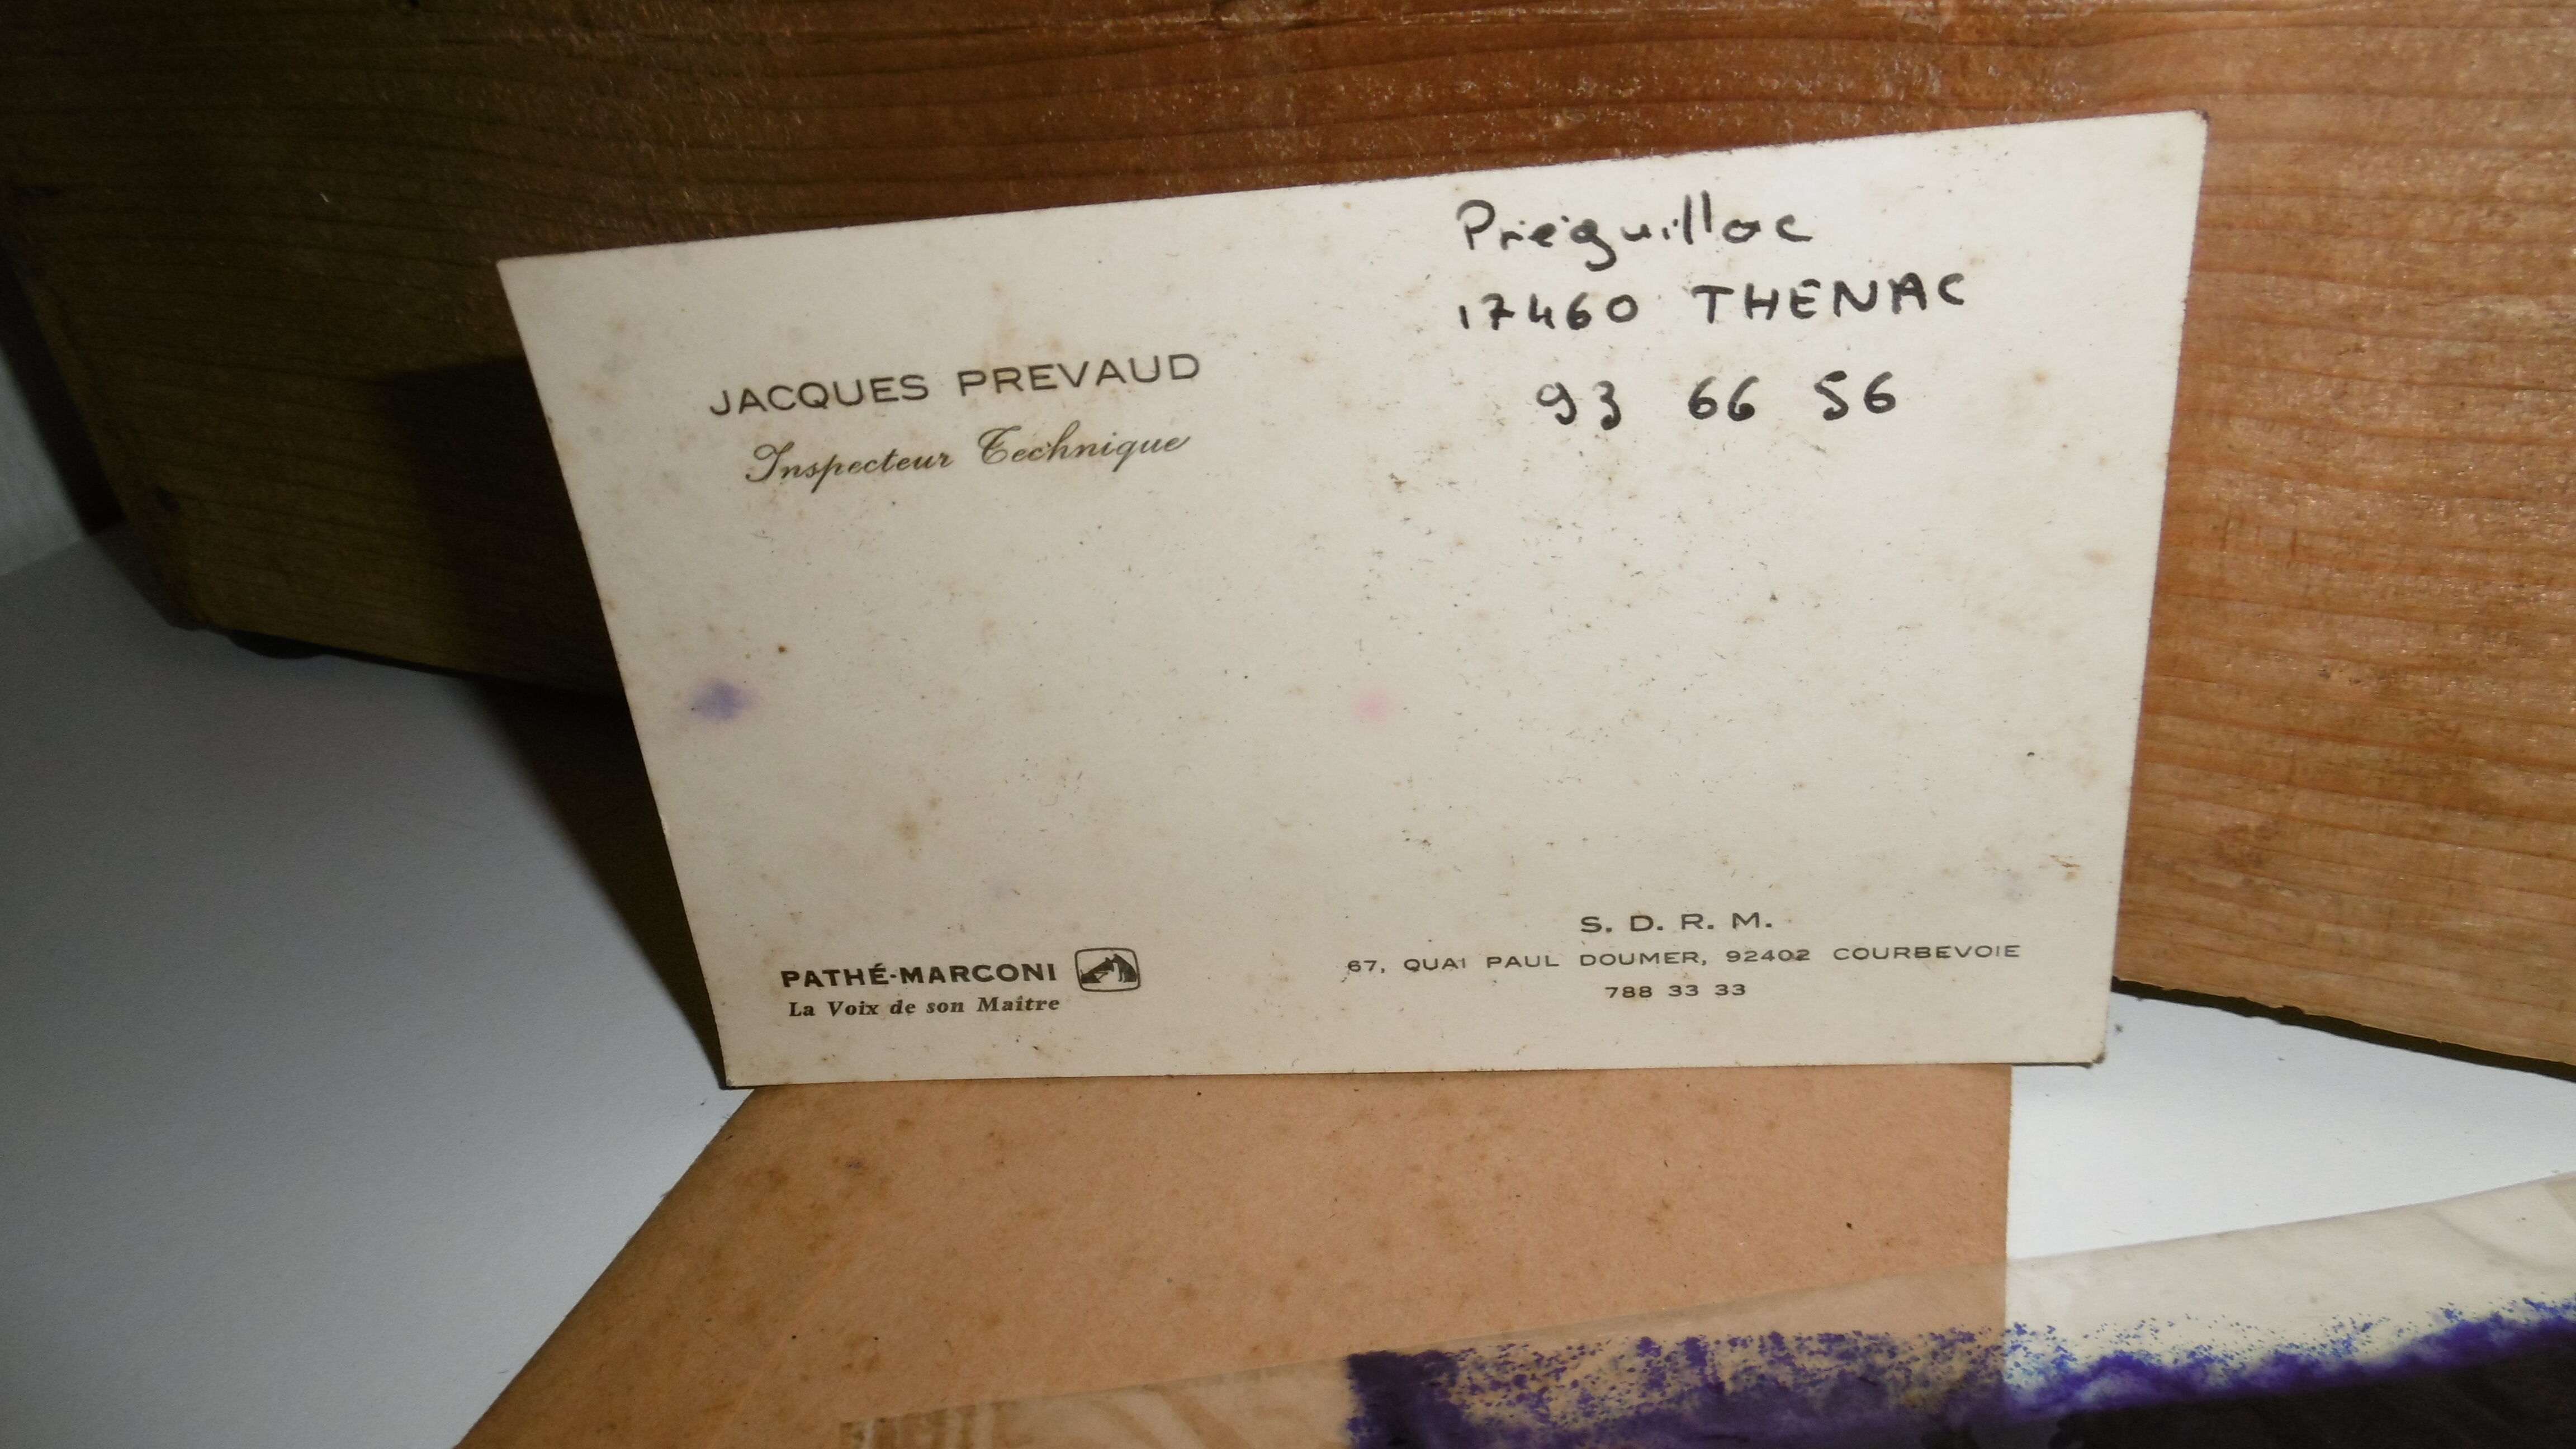 Préguillac
17460 THENAC
93 66 56
JACQUES PREVAUD
Inspecteur Technique
PATHÉ-MARCONI
La Voix de son Maître
S. D. R. M.
67, QUAI PAUL DOUMER, 92402 COURBEVOIE
788 33 33